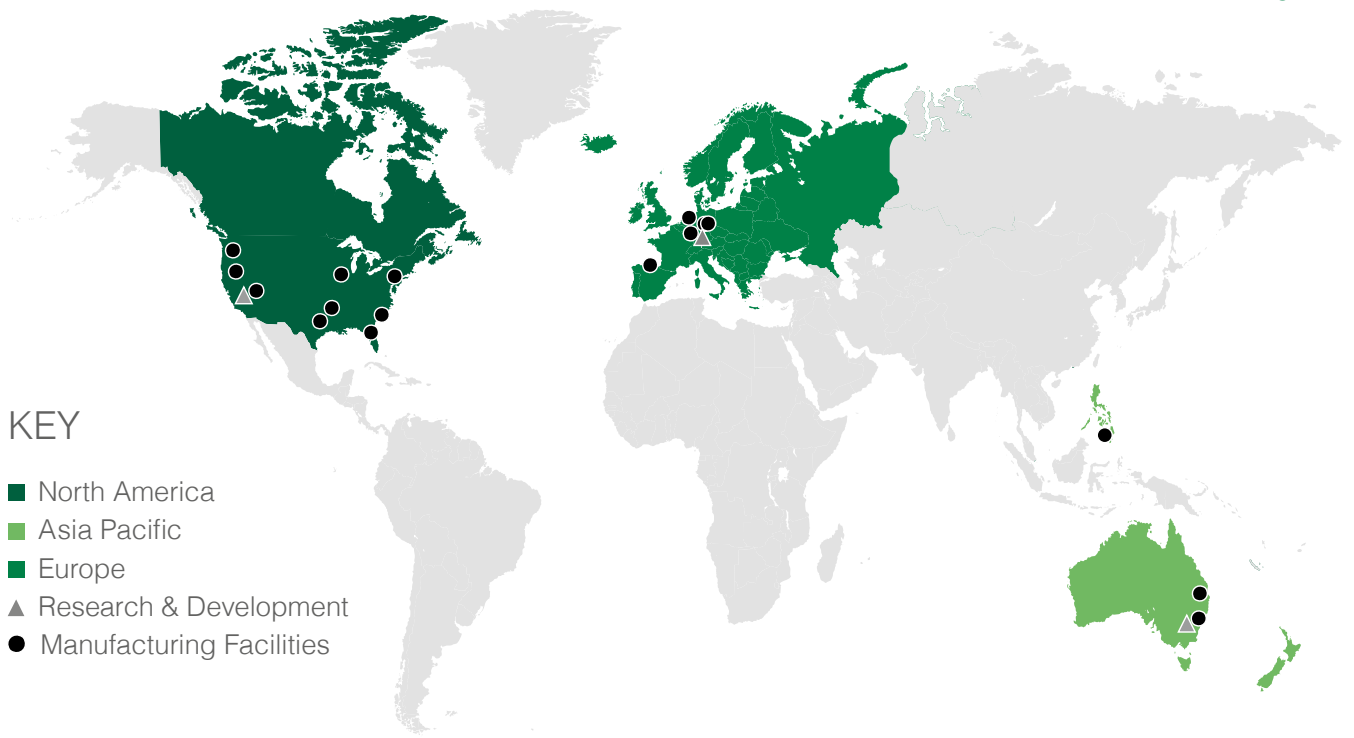 KEY
North America
Asia Pacific
Europe
Research & Development
Manufacturing Facilities